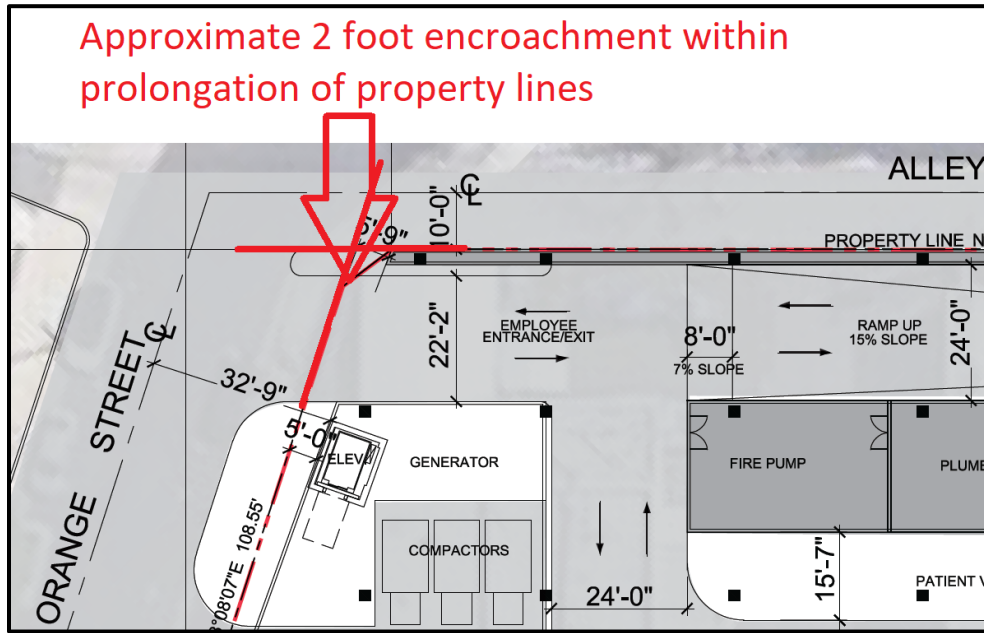 Approximate 2 foot encroachment within
prolongation of property lines
ALLEY
℄
10'-0"
PROPERTY LINE N
22'-2"
EMPLOYEE
ENTRANCE/EXIT
8'-0"
7% SLOPE
RAMP UP
15% SLOPE
24'-0"
ORANGE STREET
℄
32'-9"
5'-0"
GENERATOR
FIRE PUMP
COMPACTORS
24'-0"
15'-7"
PATIENT
08'07"E 108.55'